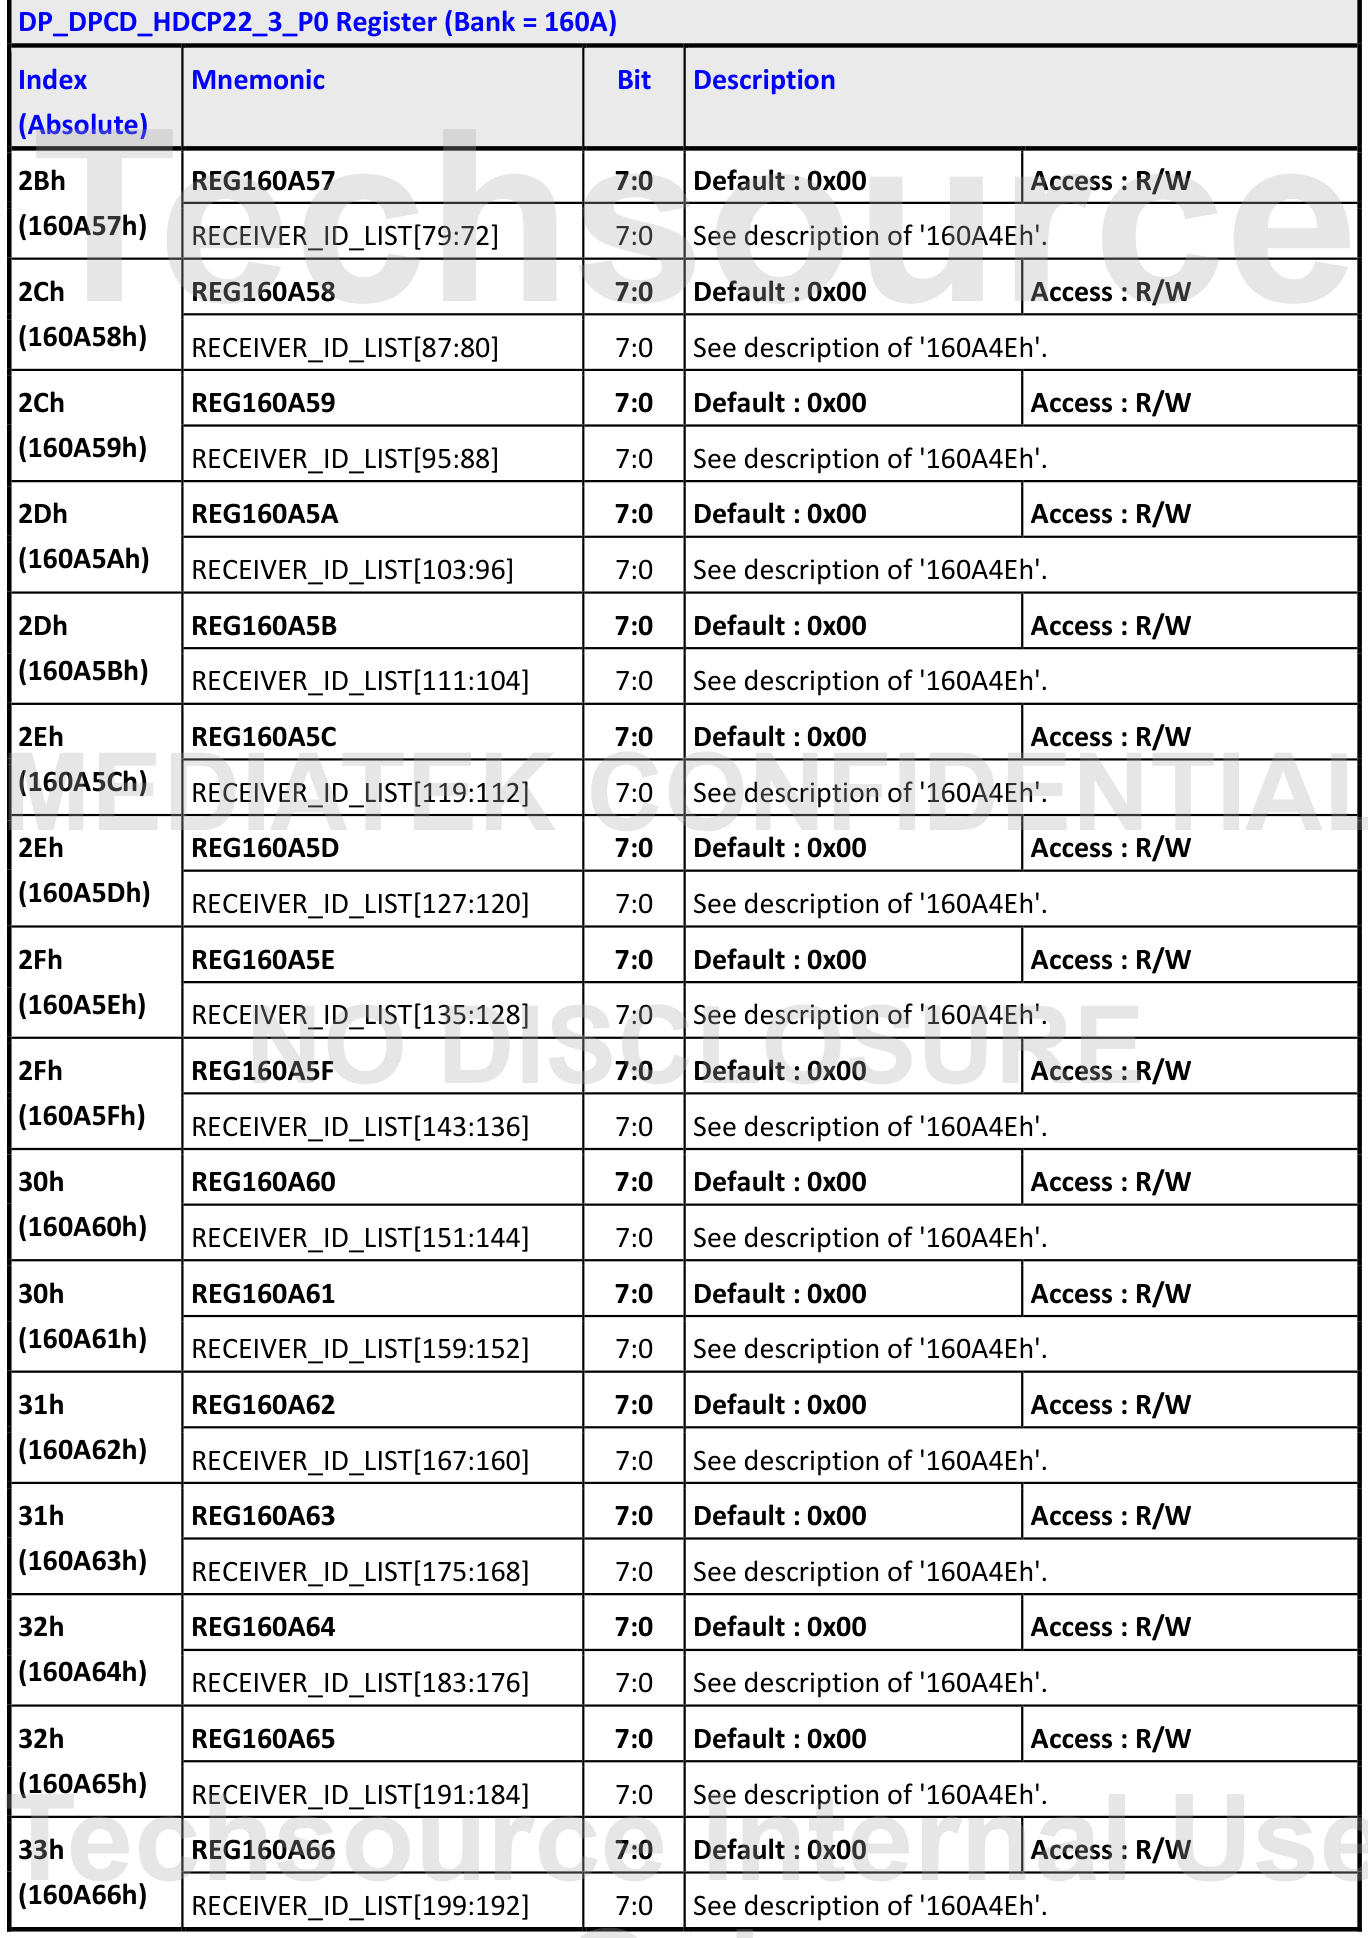 DP_DPCD_HDCP22_3_P0 Register (Bank = 160A)
Index (Absolute) Mnemonic Bit Description
2Bh (160A57h) REG160A57 7:0 Default : 0x00 Access : R/W
RECEIVER_ID_LIST[79:72] 7:0 See description of '160A4Eh'.
2Ch (160A58h) REG160A58 7:0 Default : 0x00 Access : R/W
RECEIVER_ID_LIST[87:80] 7:0 See description of '160A4Eh'.
2Ch (160A59h) REG160A59 7:0 Default : 0x00 Access : R/W
RECEIVER_ID_LIST[95:88] 7:0 See description of '160A4Eh'.
2Dh (160A5Ah) REG160A5A 7:0 Default : 0x00 Access : R/W
RECEIVER_ID_LIST[103:96] 7:0 See description of '160A4Eh'.
2Dh (160A5Bh) REG160A5B 7:0 Default : 0x00 Access : R/W
RECEIVER_ID_LIST[111:104] 7:0 See description of '160A4Eh'.
2Eh (160A5Ch) REG160A5C 7:0 Default : 0x00 Access : R/W
RECEIVER_ID_LIST[119:112] 7:0 See description of '160A4Eh'.
2Eh (160A5Dh) REG160A5D 7:0 Default : 0x00 Access : R/W
RECEIVER_ID_LIST[127:120] 7:0 See description of '160A4Eh'.
2Fh (160A5Eh) REG160A5E 7:0 Default : 0x00 Access : R/W
RECEIVER_ID_LIST[135:128] 7:0 See description of '160A4Eh'.
2Fh (160A5Fh) REG160A5F 7:0 Default : 0x00 Access : R/W
RECEIVER_ID_LIST[143:136] 7:0 See description of '160A4Eh'.
30h (160A60h) REG160A60 7:0 Default : 0x00 Access : R/W
RECEIVER_ID_LIST[151:144] 7:0 See description of '160A4Eh'.
30h (160A61h) REG160A61 7:0 Default : 0x00 Access : R/W
RECEIVER_ID_LIST[159:152] 7:0 See description of '160A4Eh'.
31h (160A62h) REG160A62 7:0 Default : 0x00 Access : R/W
RECEIVER_ID_LIST[167:160] 7:0 See description of '160A4Eh'.
31h (160A63h) REG160A63 7:0 Default : 0x00 Access : R/W
RECEIVER_ID_LIST[175:168] 7:0 See description of '160A4Eh'.
32h (160A64h) REG160A64 7:0 Default : 0x00 Access : R/W
RECEIVER_ID_LIST[183:176] 7:0 See description of '160A4Eh'.
32h (160A65h) REG160A65 7:0 Default : 0x00 Access : R/W
RECEIVER_ID_LIST[191:184] 7:0 See description of '160A4Eh'.
33h (160A66h) REG160A66 7:0 Default : 0x00 Access : R/W
RECEIVER_ID_LIST[199:192] 7:0 See description of '160A4Eh'.
Techsource
MEDIATEK CONFIDENTIAL
NO DISCLOSURE
Techsource Internal Use